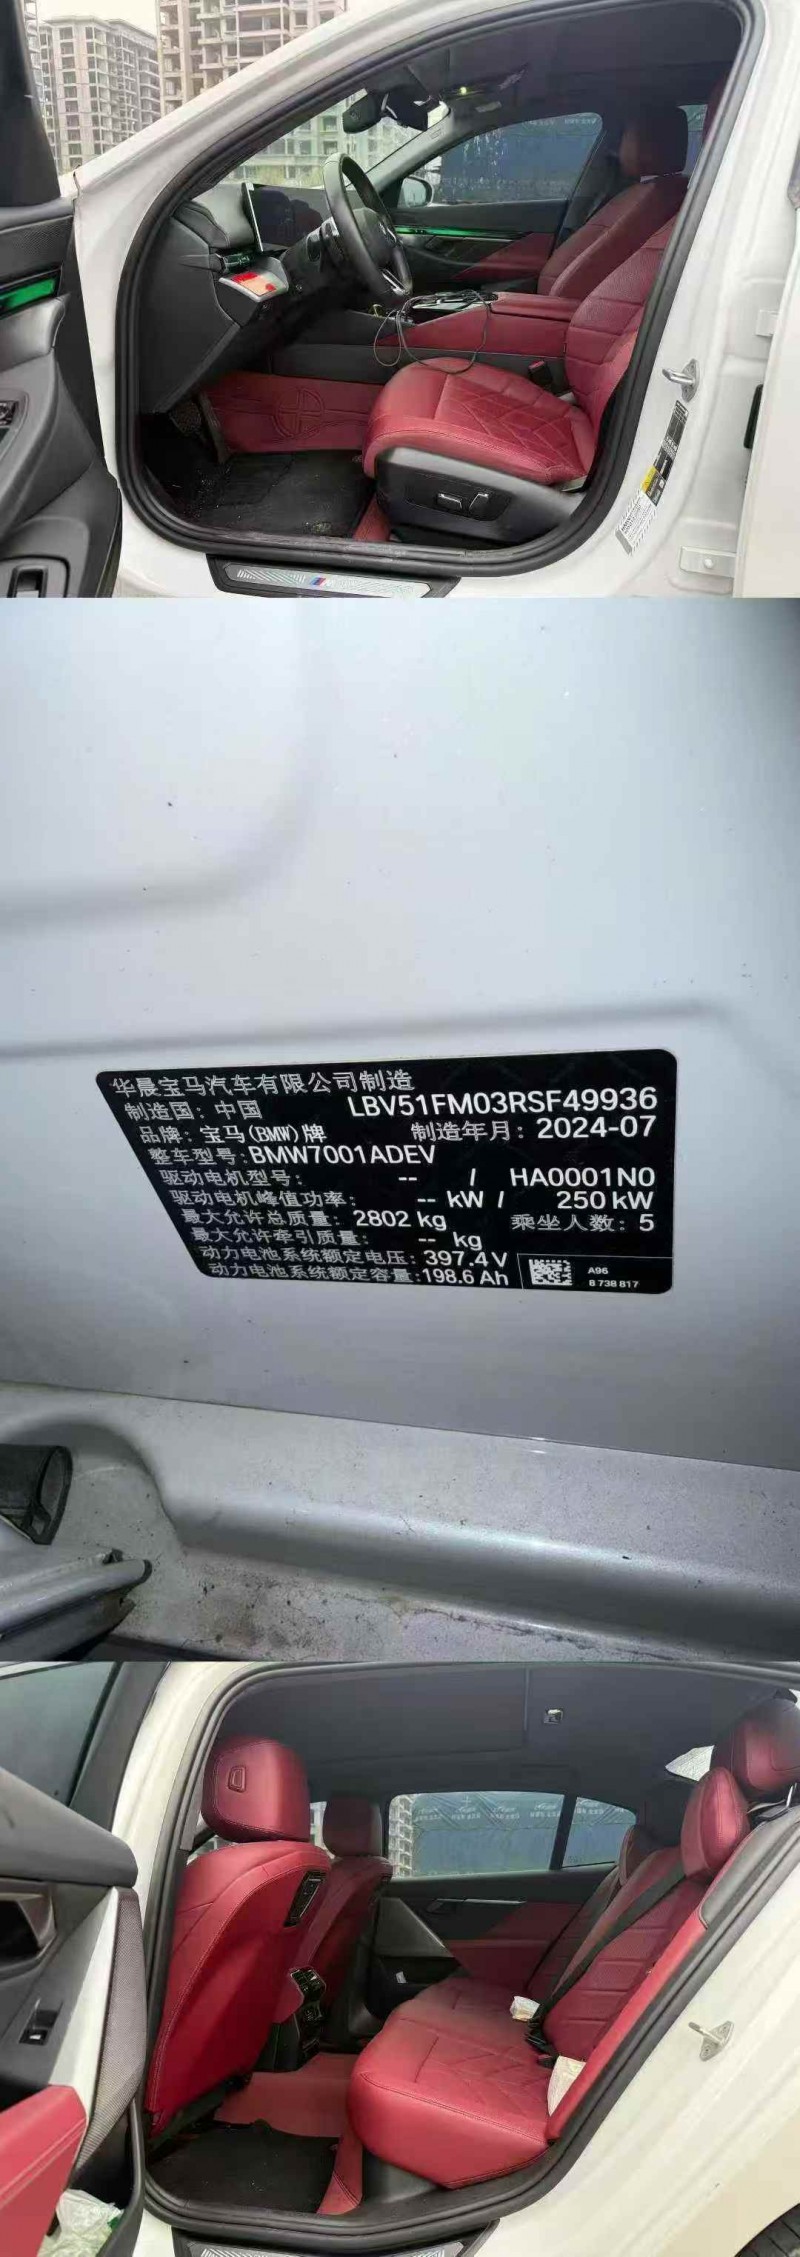 华晨宝马汽车有限公司制造
制造国：中国 LBV51FM03RSF49936
品牌：宝马(BMW)牌 制造年月：2024-07
整车型号：BMW7001ADEV
驱动电机型号： -- / HA0001N0
驱动电机峰值功率： -- kW / 250 kW
最大允许总质量：2802 kg 乘坐人数：5
最大允许牵引质量： -- kg
动力电池系统额定电压：397.4V
动力电池系统额定容量：198.6 Ah
A96
8 738 817